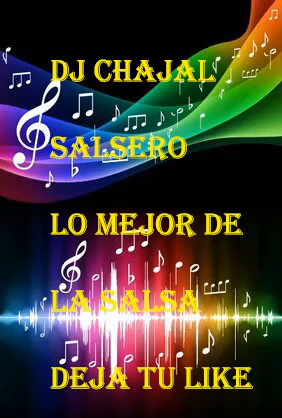 DJ CHAJAL
SALSERO
LO MEJOR DE
LA SALSA
DEJA TU LIKE